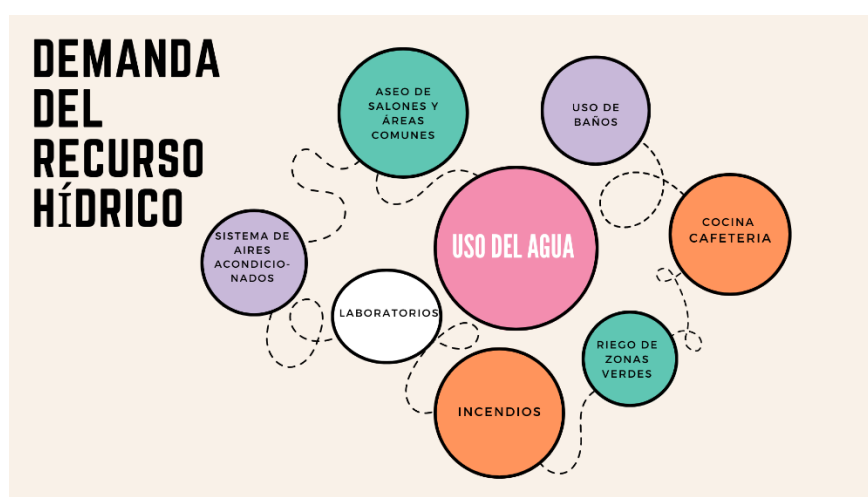 DEMANDA
DEL
RECURSO
HÍDRICO
ASEO DE
SALONES Y
ÁREAS
COMUNES
USO DE
BAÑOS
USO DEL AGUA
COCINA
CAFETERIA
SISTEMA DE
AIRES
ACONDICIO-
NADOS
LABORATORIOS
RIEGO DE
ZONAS
VERDES
INCENDIOS